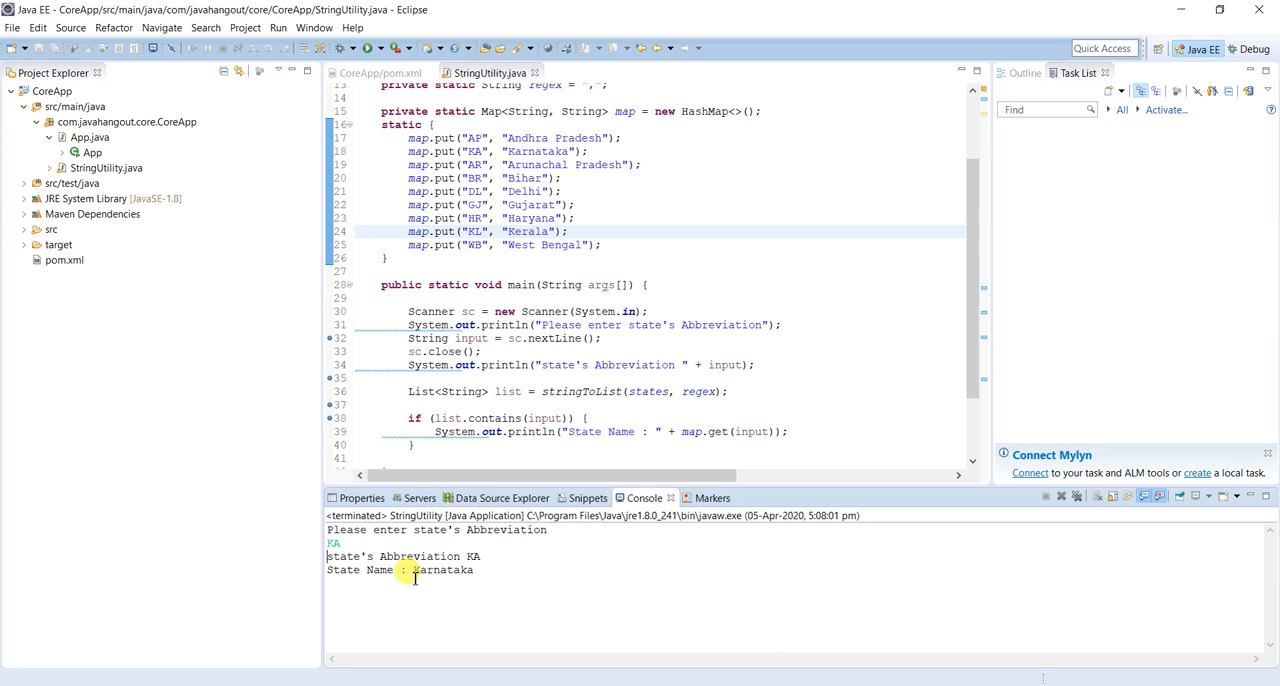 Java EE - CoreApp/src/main/java/com/javahangout/core/CoreApp/StringUtility.java - Eclipse
File Edit Source Refactor Navigate Search Project Run Window Help
Quick Access Java EE Debug
Project Explorer
CoreApp
src/main/java
com.javahangout.core.CoreApp
App.java
App
StringUtility.java
src/test/java
JRE System Library [JavaSE-1.8]
Maven Dependencies
src
target
pom.xml
CoreApp/pom.xml StringUtility.java
13 private static String regex = ",";
14
15 private static Map<String, String> map = new HashMap<>();
16 static {
17 map.put("AP", "Andhra Pradesh");
18 map.put("KA", "Karnataka");
19 map.put("AR", "Arunachal Pradesh");
20 map.put("BR", "Bihar");
21 map.put("DL", "Delhi");
22 map.put("GJ", "Gujarat");
23 map.put("HR", "Haryana");
24 map.put("KL", "Kerala");
25 map.put("WB", "West Bengal");
26 }
27
28 public static void main(String args[]) {
29
30 Scanner sc = new Scanner(System.in);
31 System.out.println("Please enter state's Abbreviation");
32 String input = sc.nextLine();
33 sc.close();
34 System.out.println("state's Abbreviation " + input);
35
36 List<String> list = stringToList(states, regex);
37
38 if (list.contains(input)) {
39 System.out.println("State Name : " + map.get(input));
40 }
41
Outline Task List
Find All Activate...
Connect Mylyn
Connect to your task and ALM tools or create a local task.
Properties Servers Data Source Explorer Snippets Console Markers
<terminated> StringUtility [Java Application] C:\Program Files\Java\jre1.8.0_241\bin\javaw.exe (05-Apr-2020, 5:08:01 pm)
Please enter state's Abbreviation
KA
state's Abbreviation KA
State Name : Karnataka